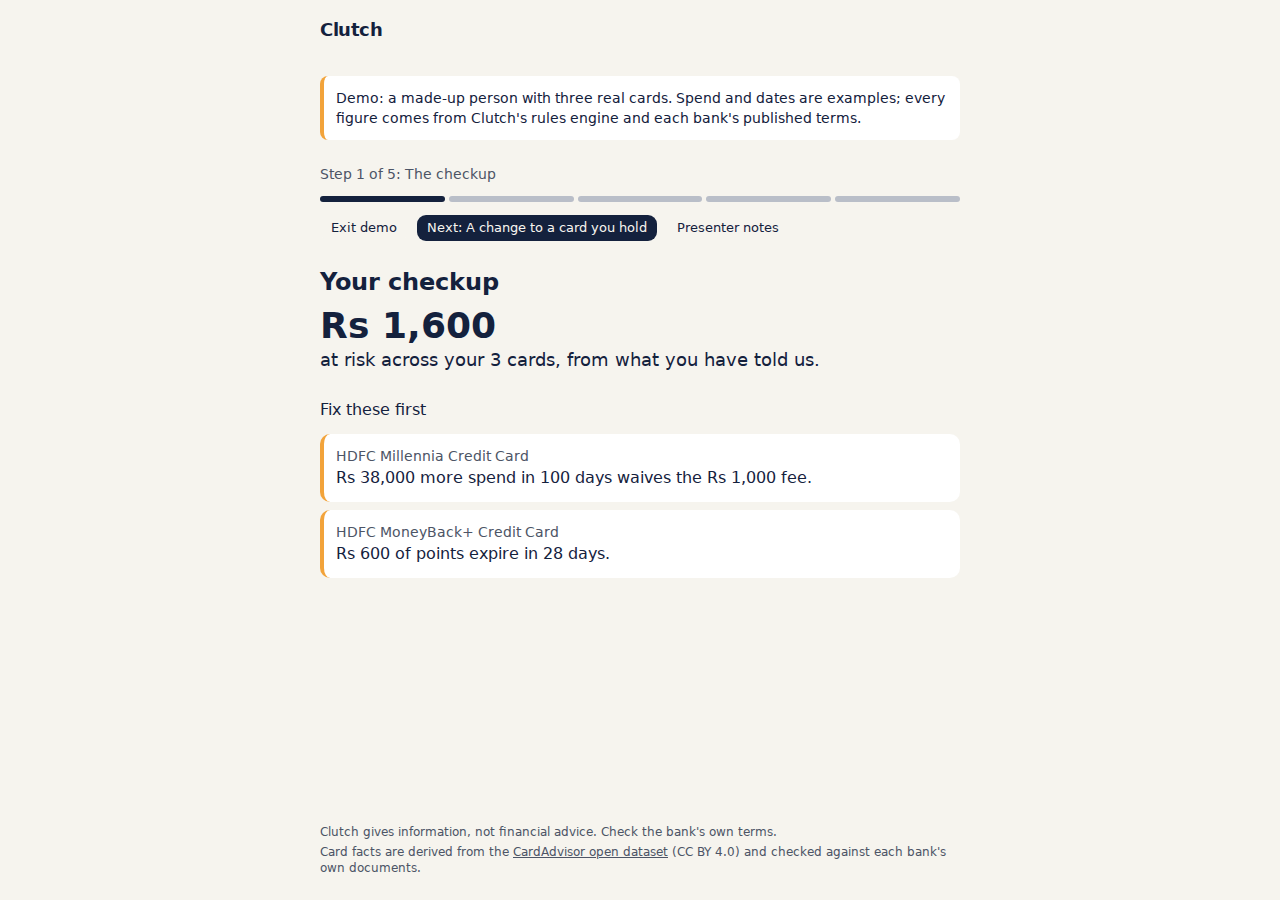 Clutch
Demo: a made-up person with three real cards. Spend and dates are examples; every
figure comes from Clutch's rules engine and each bank's published terms.
Step 1 of 5: The checkup
Exit demo
Next: A change to a card you hold
Presenter notes
Your checkup
Rs 1,600
at risk across your 3 cards, from what you have told us.
Fix these first
HDFC Millennia Credit Card
Rs 38,000 more spend in 100 days waives the Rs 1,000 fee.
HDFC MoneyBack+ Credit Card
Rs 600 of points expire in 28 days.
Clutch gives information, not financial advice. Check the bank's own terms.
Card facts are derived from the CardAdvisor open dataset (CC BY 4.0) and checked against each bank's
own documents.